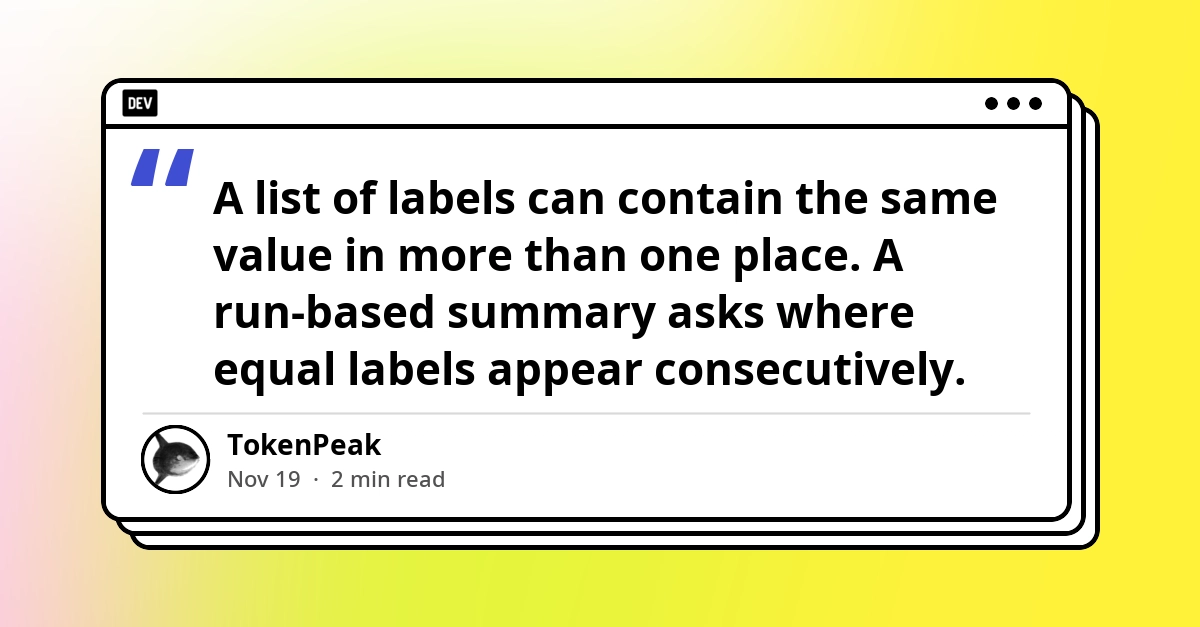 DEV
“
A list of labels can contain the same
value in more than one place. A
run-based summary asks where
equal labels appear consecutively.
TokenPeak
Nov 19 · 2 min read